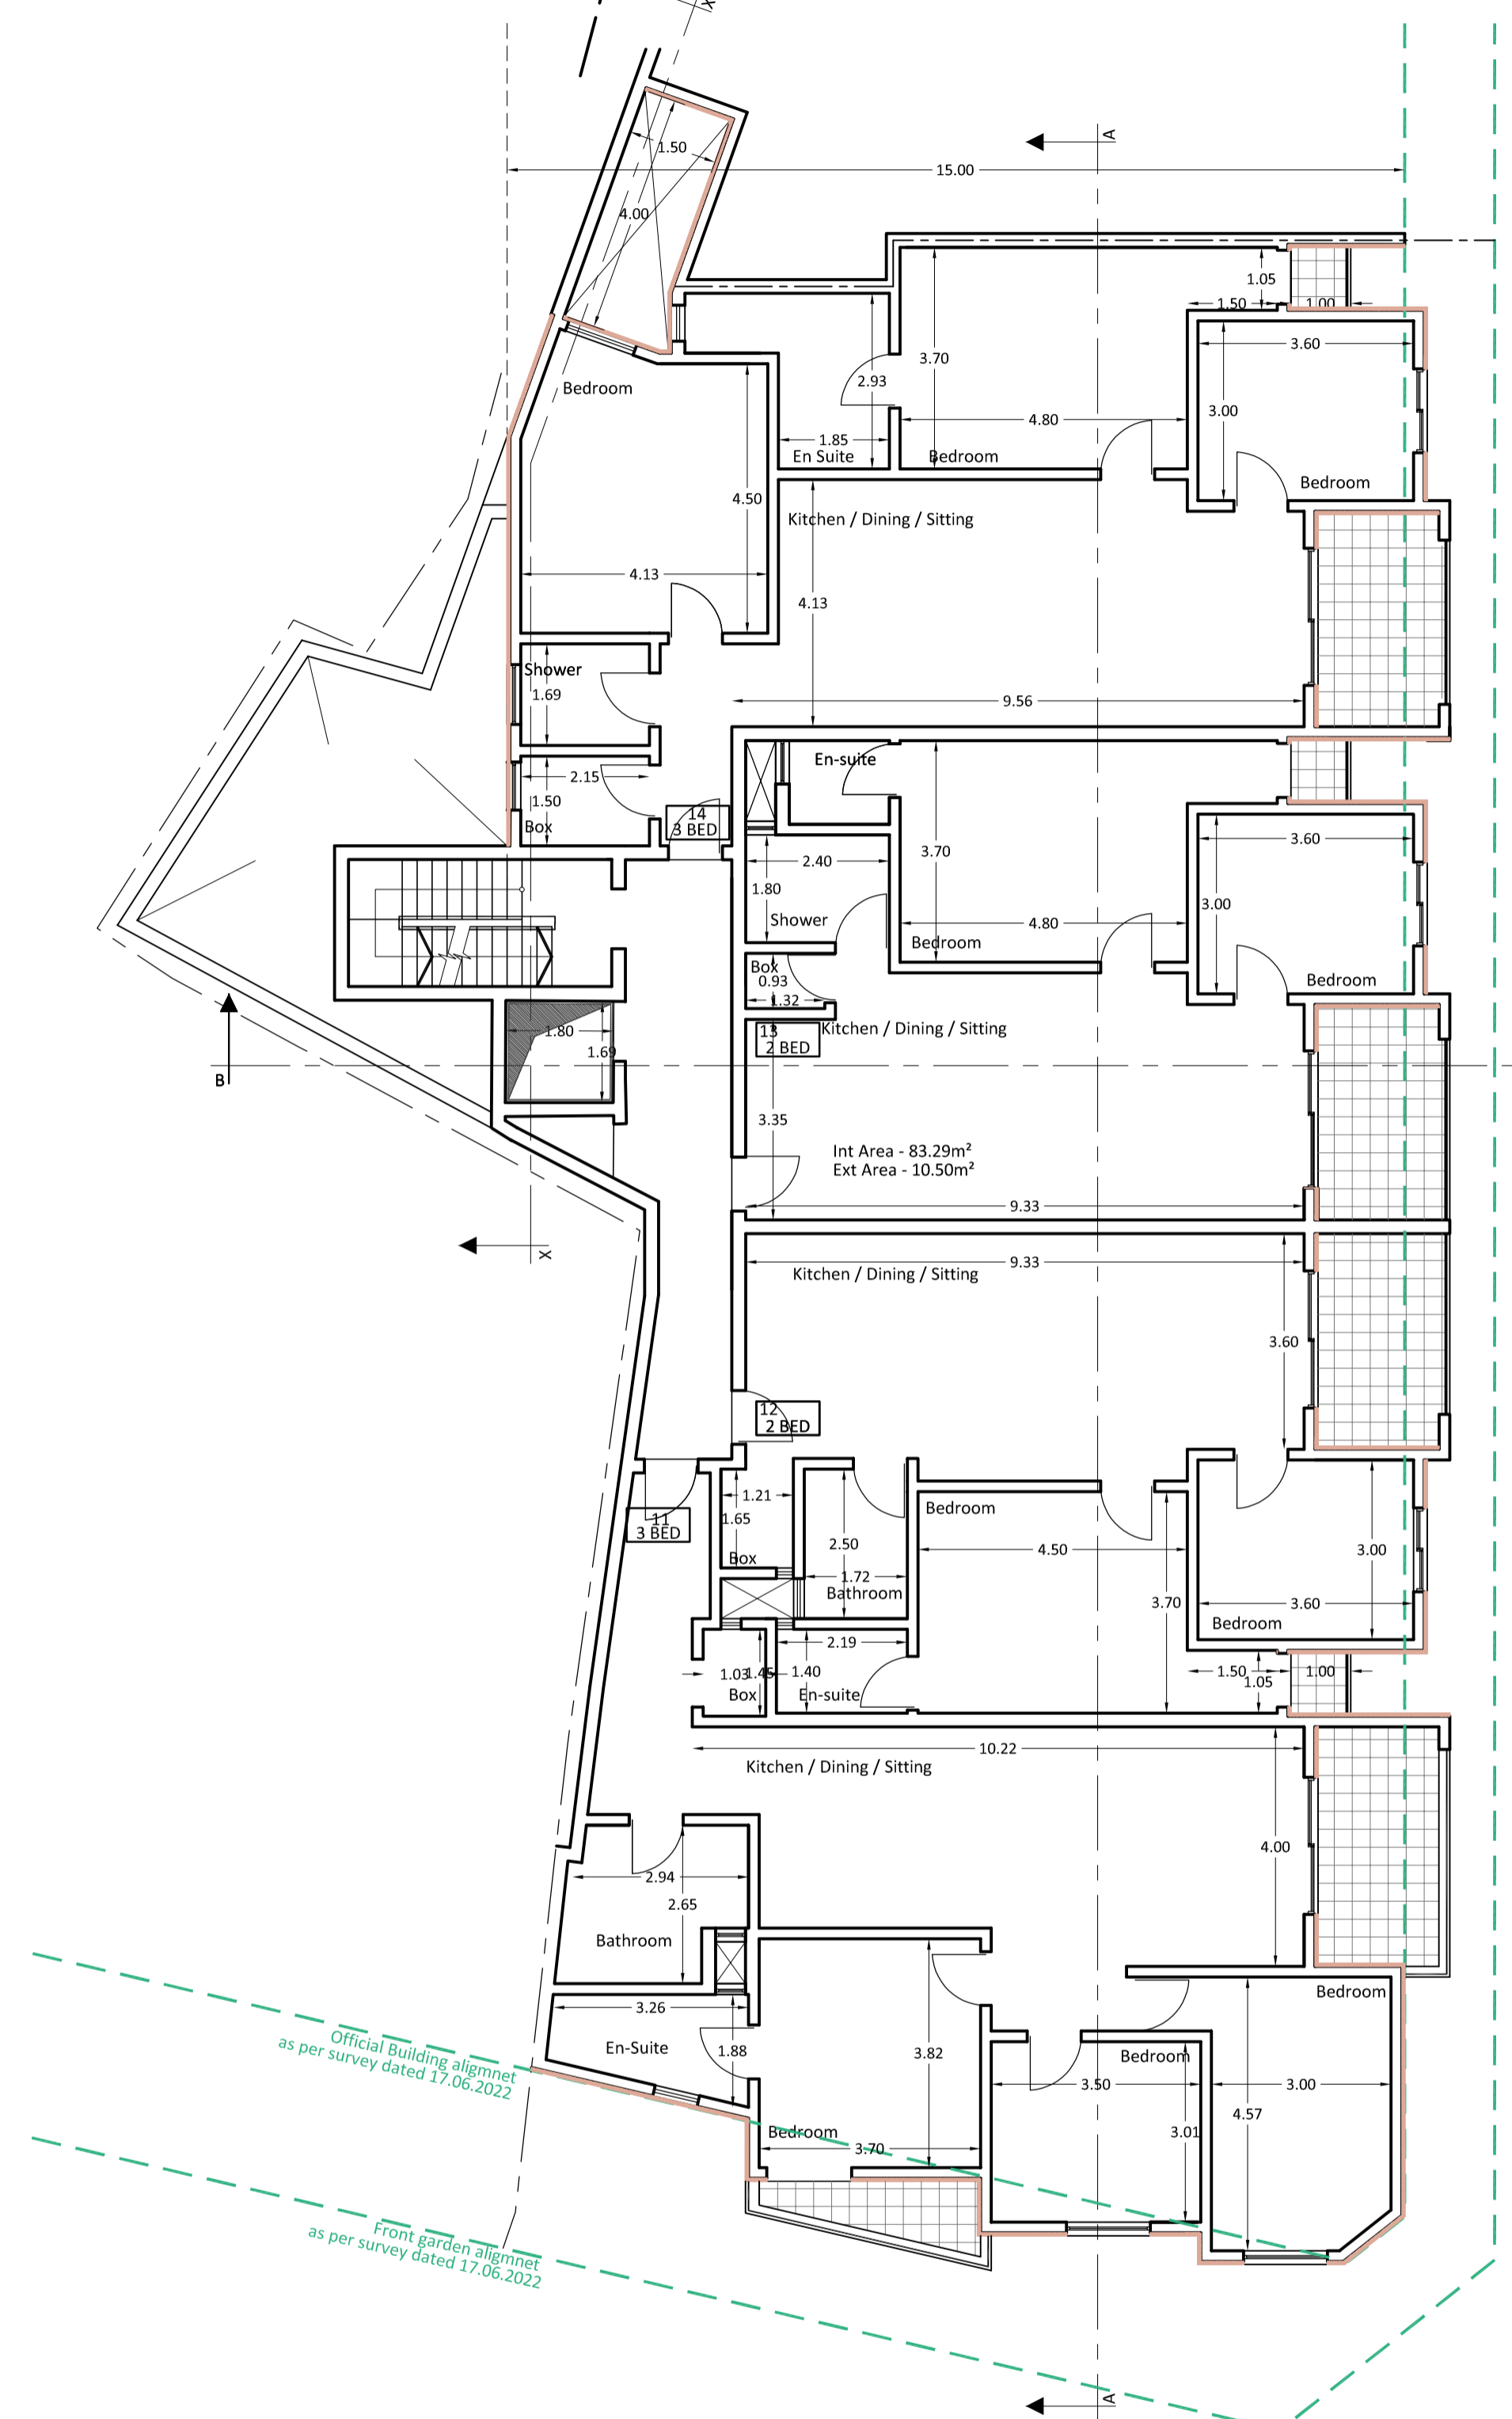 X
A
1.50
15.00
4.00
1.05
1.50
1.00
3.60
3.70
2.93
Bedroom
3.00
4.80
1.85
En Suite
Bedroom
Bedroom
4.50
Kitchen / Dining / Sitting
4.13
4.13
Shower
1.69
9.56
2.15
1.50
Box
14
3 BED
En-suite
3.60
3.70
2.40
1.80
Shower
3.00
4.80
Bedroom
Box
0.93
1.32
Bedroom
13
2 BED
Kitchen / Dining / Sitting
1.80
1.69
B
3.35
Int Area - 83.29m²
Ext Area - 10.50m²
9.33
X
9.33
Kitchen / Dining / Sitting
3.60
12
2 BED
1.21
1.65
11
3 BED
Box
Bedroom
2.50
4.50
3.00
1.72
Bathroom
3.70
3.60
Bedroom
2.19
1.03
1.45
1.40
Box
En-suite
1.50
1.05
1.00
10.22
Kitchen / Dining / Sitting
4.00
2.94
2.65
Bathroom
3.26
En-Suite
1.88
3.82
Bedroom
Bedroom
3.50
3.00
4.57
3.01
Bedroom
3.70
Official Building aligmnet
as per survey dated 17.06.2022
Front garden aligmnet
as per survey dated 17.06.2022
A